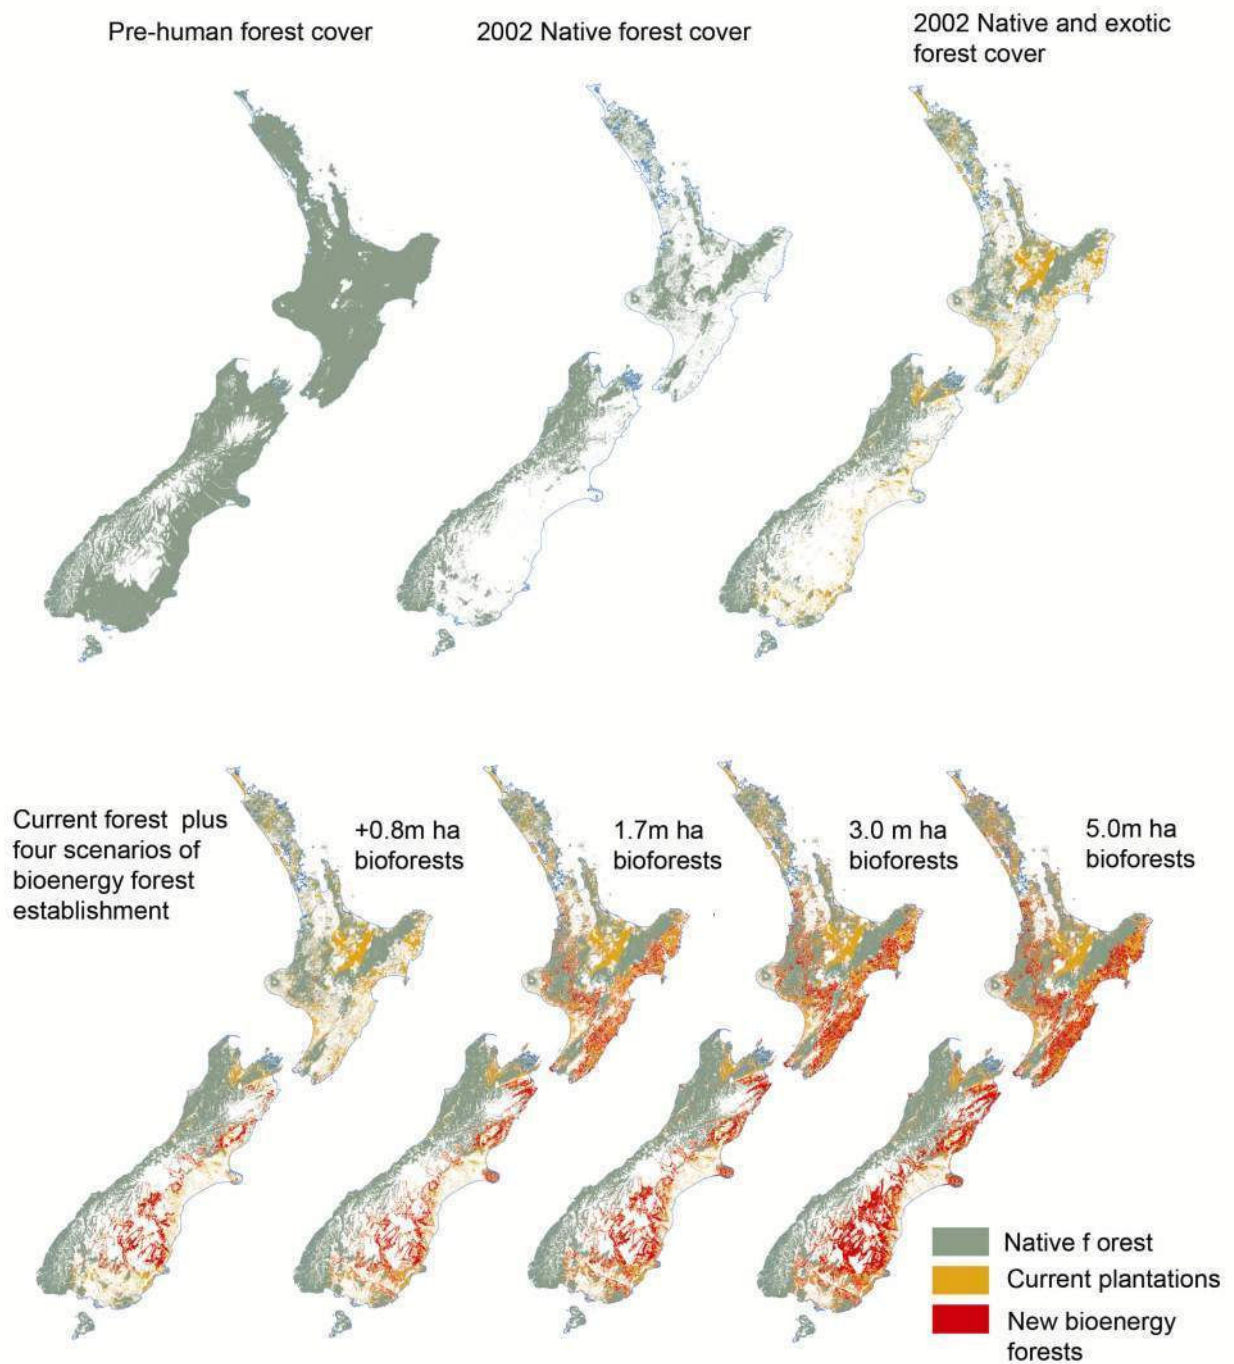 Pre-human forest cover
2002 Native forest cover
2002 Native and exotic
forest cover
Current forest plus
four scenarios of
bioenergy forest
establishment
+0.8m ha
bioforests
1.7m ha
bioforests
3.0 m ha
bioforests
5.0m ha
bioforests
Native f orest
Current plantations
New bioenergy
forests